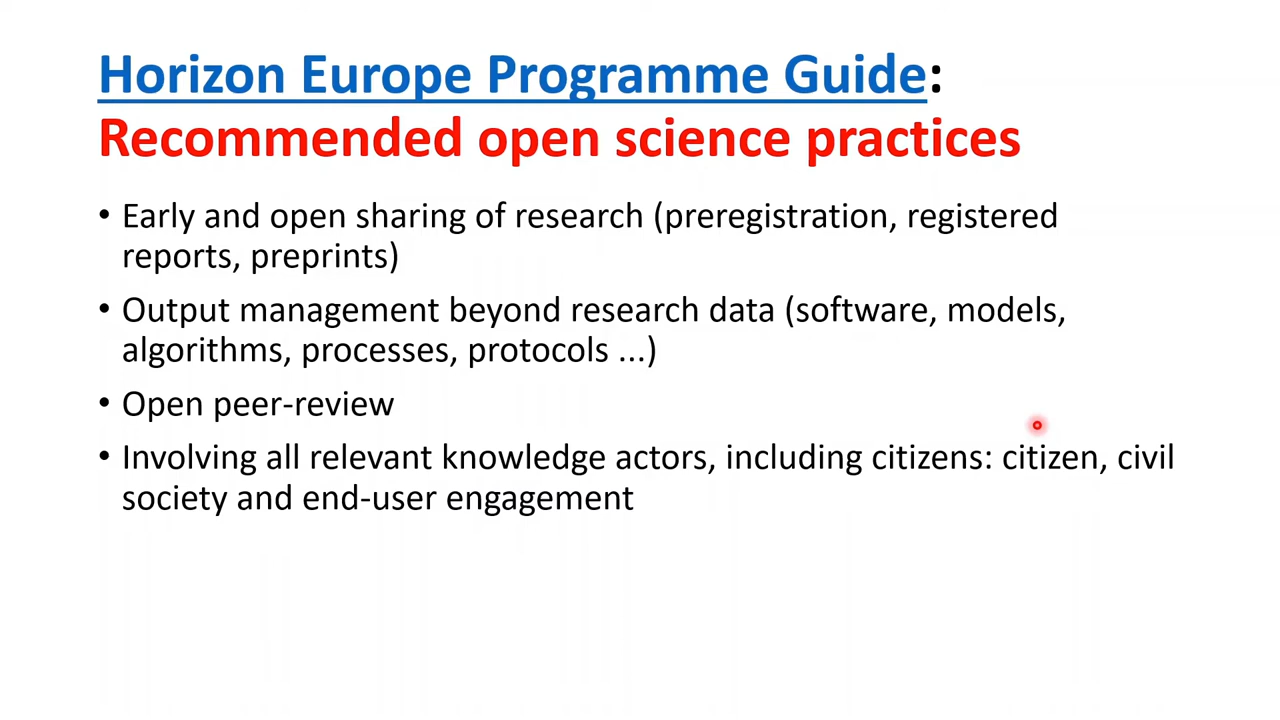 Horizon Europe Programme Guide:
Recommended open science practices
• Early and open sharing of research (preregistration, registered
reports, preprints)
• Output management beyond research data (software, models,
algorithms, processes, protocols ...)
• Open peer-review
• Involving all relevant knowledge actors, including citizens: citizen, civil
society and end-user engagement